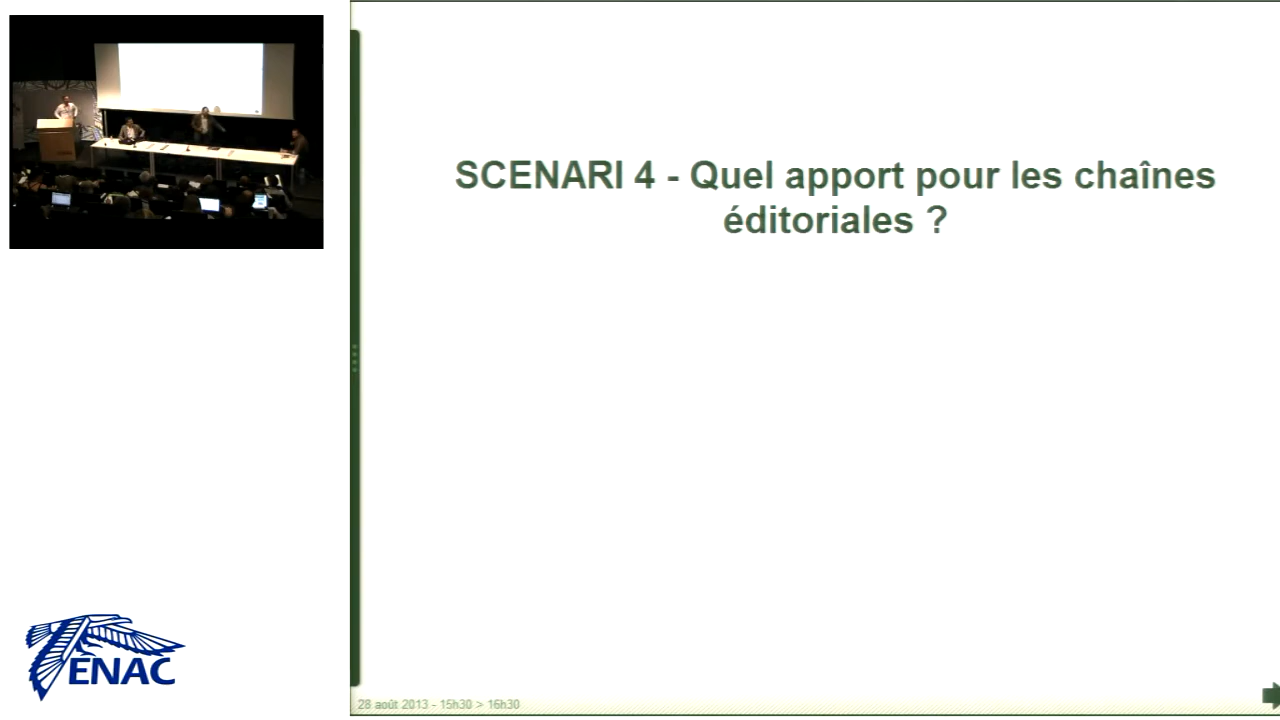 SCENARI 4 - Quel apport pour les chaînes
éditoriales ?
ENAC
28 août 2013 - 15h30 > 16h30